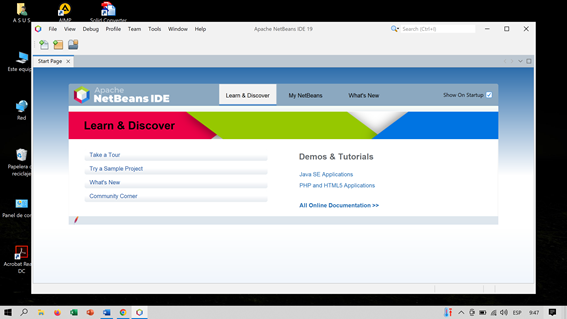 ASUS
AIMP
Solid Converter
File View Debug Profile Team Tools Window Help
Apache NetBeans IDE 19
Search (Ctrl+I)
Start Page
Este equipo
Apache
NetBeans IDE
Learn & Discover
My NetBeans
What's New
Show On Startup
Red
Learn & Discover
Take a Tour
Try a Sample Project
What's New
Community Corner
Demos & Tutorials
Java SE Applications
PHP and HTML5 Applications
All Online Documentation >>
Papelera de
reciclaje
Panel de con
Acrobat Rea
DC
ESP
9:47